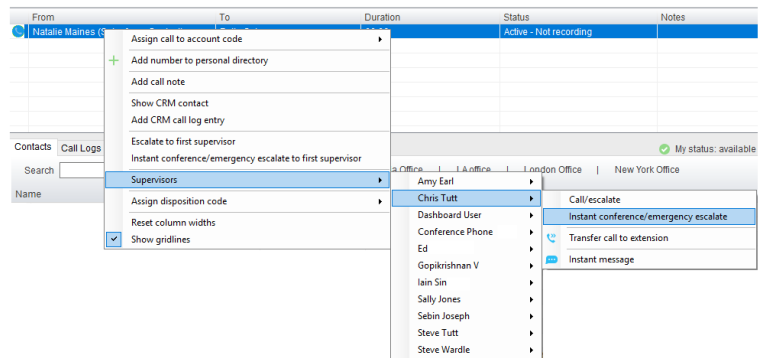 From To Duration Status Notes
Natalie Maines Active - Not recording
Assign call to account code
Add number to personal directory
Add call note
Show CRM contact
Add CRM call log entry
Contacts Call Logs My status: available
Escalate to first supervisor
Instant conference/emergency escalate to first supervisor
Search Office LA office | London Office | New York Office
Supervisors
Name
Assign disposition code
Reset column widths
Show gridlines
Amy Earl
Chris Tutt
Dashboard User
Conference Phone
Ed
Gopikrishnan V
Iain Sin
Sally Jones
Sebin Joseph
Steve Tutt
Steve Wardle
Call/escalate
Instant conference/emergency escalate
Transfer call to extension
Instant message